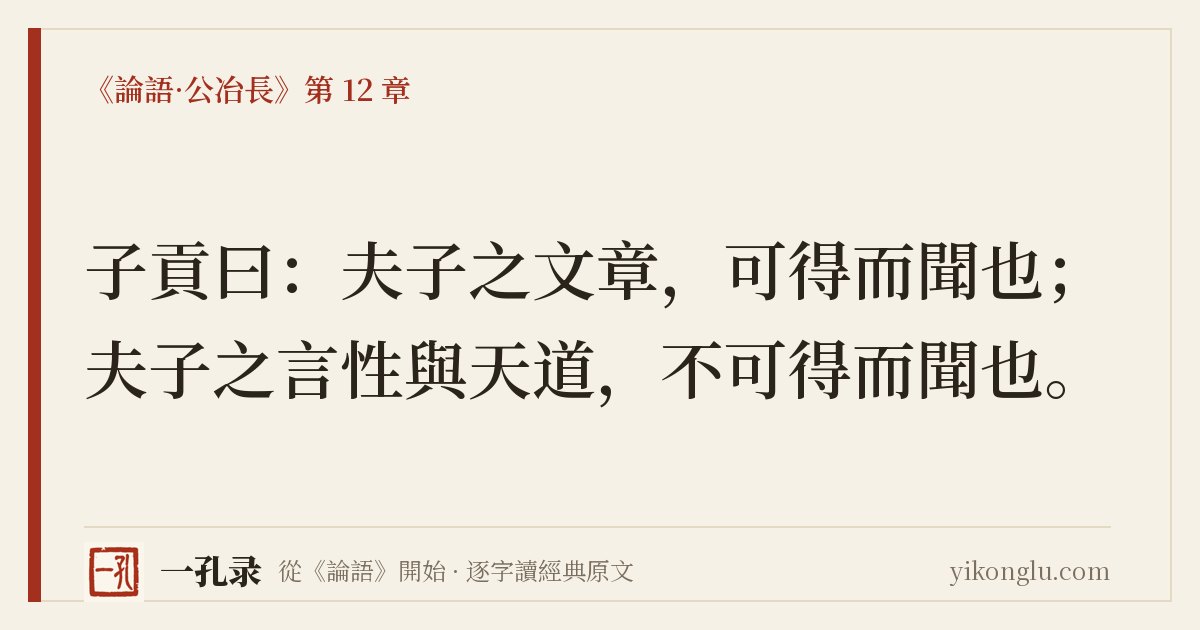 《論語·公冶長》第 12 章
子貢曰：夫子之文章，可得而聞也；
夫子之言性與天道，不可得而聞也。
一孔
一孔录 從《論語》開始 · 逐字讀經典原文 yikonglu.com